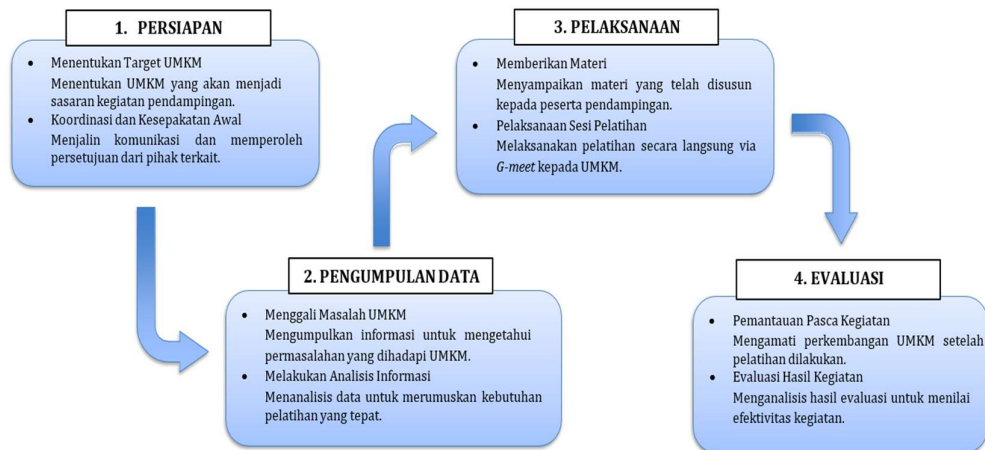 1. PERSIAPAN
• Menentukan Target UMKM
Menentukan UMKM yang akan menjadi
sasaran kegiatan pendampingan.
• Koordinasi dan Kesepakatan Awal
Menjalin komunikasi dan memperoleh
persetujuan dari pihak terkait.
2. PENGUMPULAN DATA
• Menggali Masalah UMKM
Mengumpulkan informasi untuk mengetahui
permasalahan yang dihadapi UMKM.
• Melakukan Analisis Informasi
Menanalisis data untuk merumuskan kebutuhan
pelatihan yang tepat.
3. PELAKSANAAN
• Memberikan Materi
Menyampaikan materi yang telah disusun
kepada peserta pendampingan.
• Pelaksanaan Sesi Pelatihan
Melaksanakan pelatihan secara langsung via
G-meet kepada UMKM.
4. EVALUASI
• Pemantauan Pasca Kegiatan
Mengamati perkembangan UMKM setelah
pelatihan dilakukan.
• Evaluasi Hasil Kegiatan
Menganalisis hasil evaluasi untuk menilai
efektivitas kegiatan.